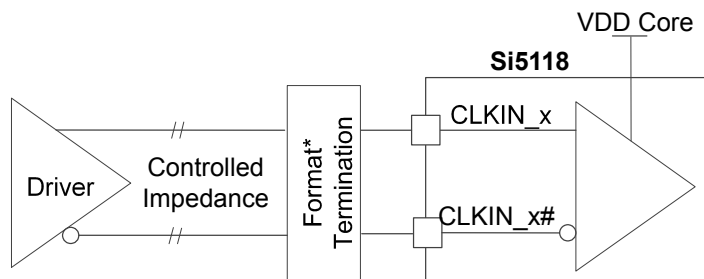 VDD Core
Si5118
CLKIN_x
Driver
Controlled
Impedance
Format*
Termination
CLKIN_x#